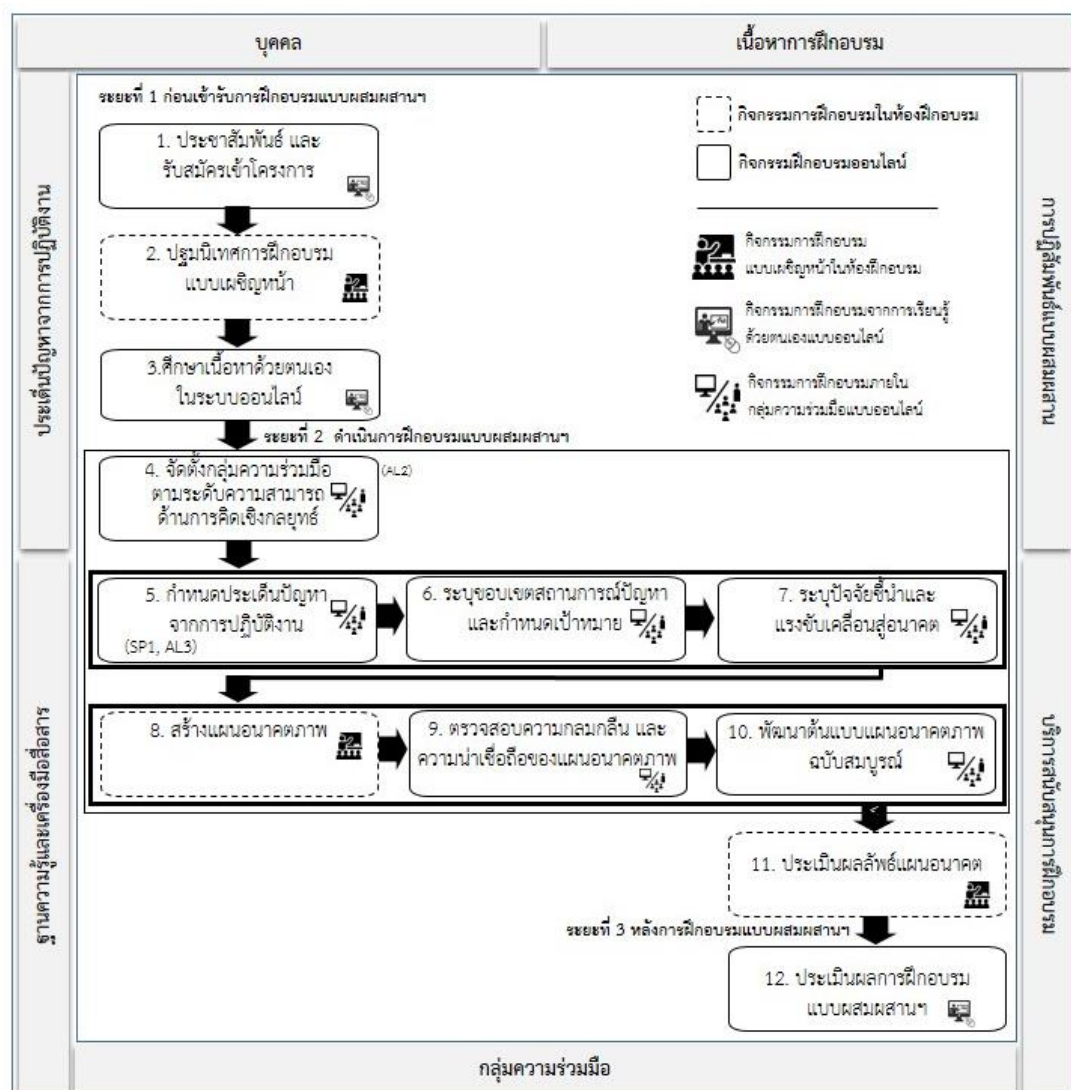 บุคคล
เนื้อหาการฝึกอบรม
ประเด็นปัญหาจากการปฏิบัติงาน
ฐานความรู้และเครื่องมือสื่อสาร
ระยะที่ 1 ก่อนเข้ารับการฝึกอบรมแบบผสมผสานฯ
1. ประชาสัมพันธ์ และ
รับสมัครเข้าโครงการ
2. ปฐมนิเทศการฝึกอบรม
แบบเผชิญหน้า
3.ศึกษาเนื้อหาด้วยตนเอง
ในระบบออนไลน์
กิจกรรมการฝึกอบรมในห้องฝึกอบรม
กิจกรรมฝึกอบรมออนไลน์
กิจกรรมการฝึกอบรม
แบบเผชิญหน้าในห้องฝึกอบรม
กิจกรรมการฝึกอบรมจากการเรียนรู้
ด้วยตนเองแบบออนไลน์
กิจกรรมการฝึกอบรมภายใน
กลุ่มความร่วมมือแบบออนไลน์
ระยะที่ 2 ดำเนินการฝึกอบรมแบบผสมผสานฯ
4. จัดตั้งกลุ่มความร่วมมือ
ตามระดับความสามารถ
ด้านการคิดเชิงกลยุทธ์
(AL2)
5. กำหนดประเด็นปัญหา
จากการปฏิบัติงาน
(SP1, AL3)
6. ระบุขอบเขตสถานการณ์ปัญหา
และกำหนดเป้าหมาย
7. ระบุปัจจัยชี้นำและ
แรงขับเคลื่อนสู่อนาคต
8. สร้างแผนอนาคตภาพ
9. ตรวจสอบความกลมกลืน และ
ความน่าเชื่อถือของแผนอนาคตภาพ
10. พัฒนาต้นแบบแผนอนาคตภาพ
ฉบับสมบูรณ์
11. ประเมินผลลัพธ์แผนอนาคต
ระยะที่ 3 หลังการฝึกอบรมแบบผสมผสานฯ
12. ประเมินผลการฝึกอบรม
แบบผสมผสานฯ
การปฏิสัมพันธ์แบบผสมผสาน
บริการสนับสนุนการฝึกอบรม
กลุ่มความร่วมมือ